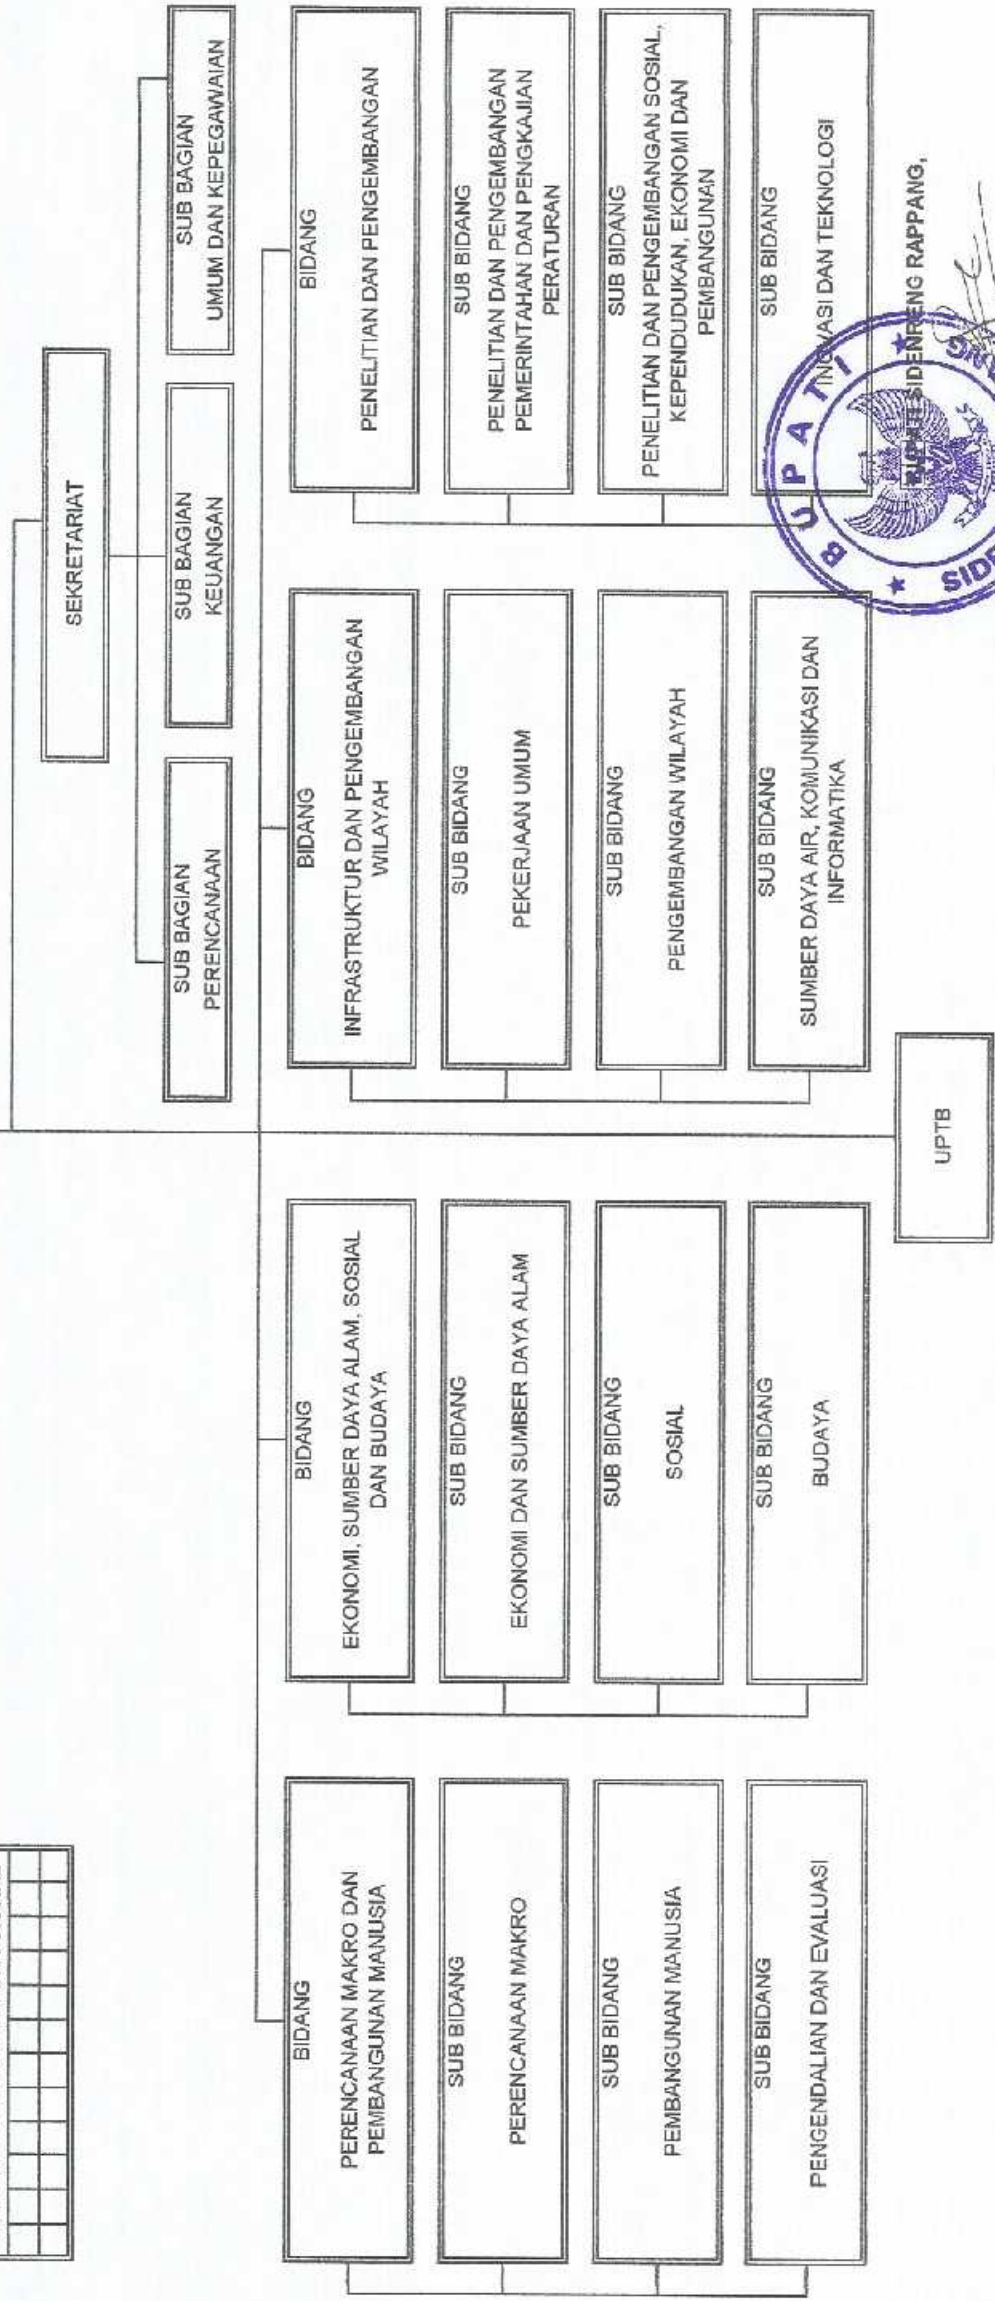 SEKRETARIAT
SUB BAGIAN
PERENCANAAN
SUB BAGIAN
KEUANGAN
SUB BAGIAN
UMUM DAN KEPEGAWAIAN
BIDANG
PERENCANAAN MAKRO DAN
PEMBANGUNAN MANUSIA
SUB BIDANG
PERENCANAAN MAKRO
SUB BIDANG
PEMBANGUNAN MANUSIA
SUB BIDANG
PENGENDALIAN DAN EVALUASI
BIDANG
EKONOMI, SUMBER DAYA ALAM, SOSIAL
DAN BUDAYA
SUB BIDANG
EKONOMI DAN SUMBER DAYA ALAM
SUB BIDANG
SOSIAL
SUB BIDANG
BUDAYA
BIDANG
INFRASTRUKTUR DAN PENGEMBANGAN
WILAYAH
SUB BIDANG
PEKERJAAN UMUM
SUB BIDANG
PENGEMBANGAN WILAYAH
SUB BIDANG
SUMBER DAYA AIR, KOMUNIKASI DAN
INFORMATIKA
BIDANG
PENELITIAN DAN PENGEMBANGAN
SUB BIDANG
PENELITIAN DAN PENGEMBANGAN
PEMERINTAHAN DAN PENGKAJIAN
PERATURAN
SUB BIDANG
PENELITIAN DAN PENGEMBANGAN SOSIAL,
KEPENDUDUKAN, EKONOMI DAN
PEMBANGUNAN
SUB BIDANG
INOVASI DAN TEKNOLOGI
UPTB
BUPATI SIDENRENG RAPPANG,
BUPATI